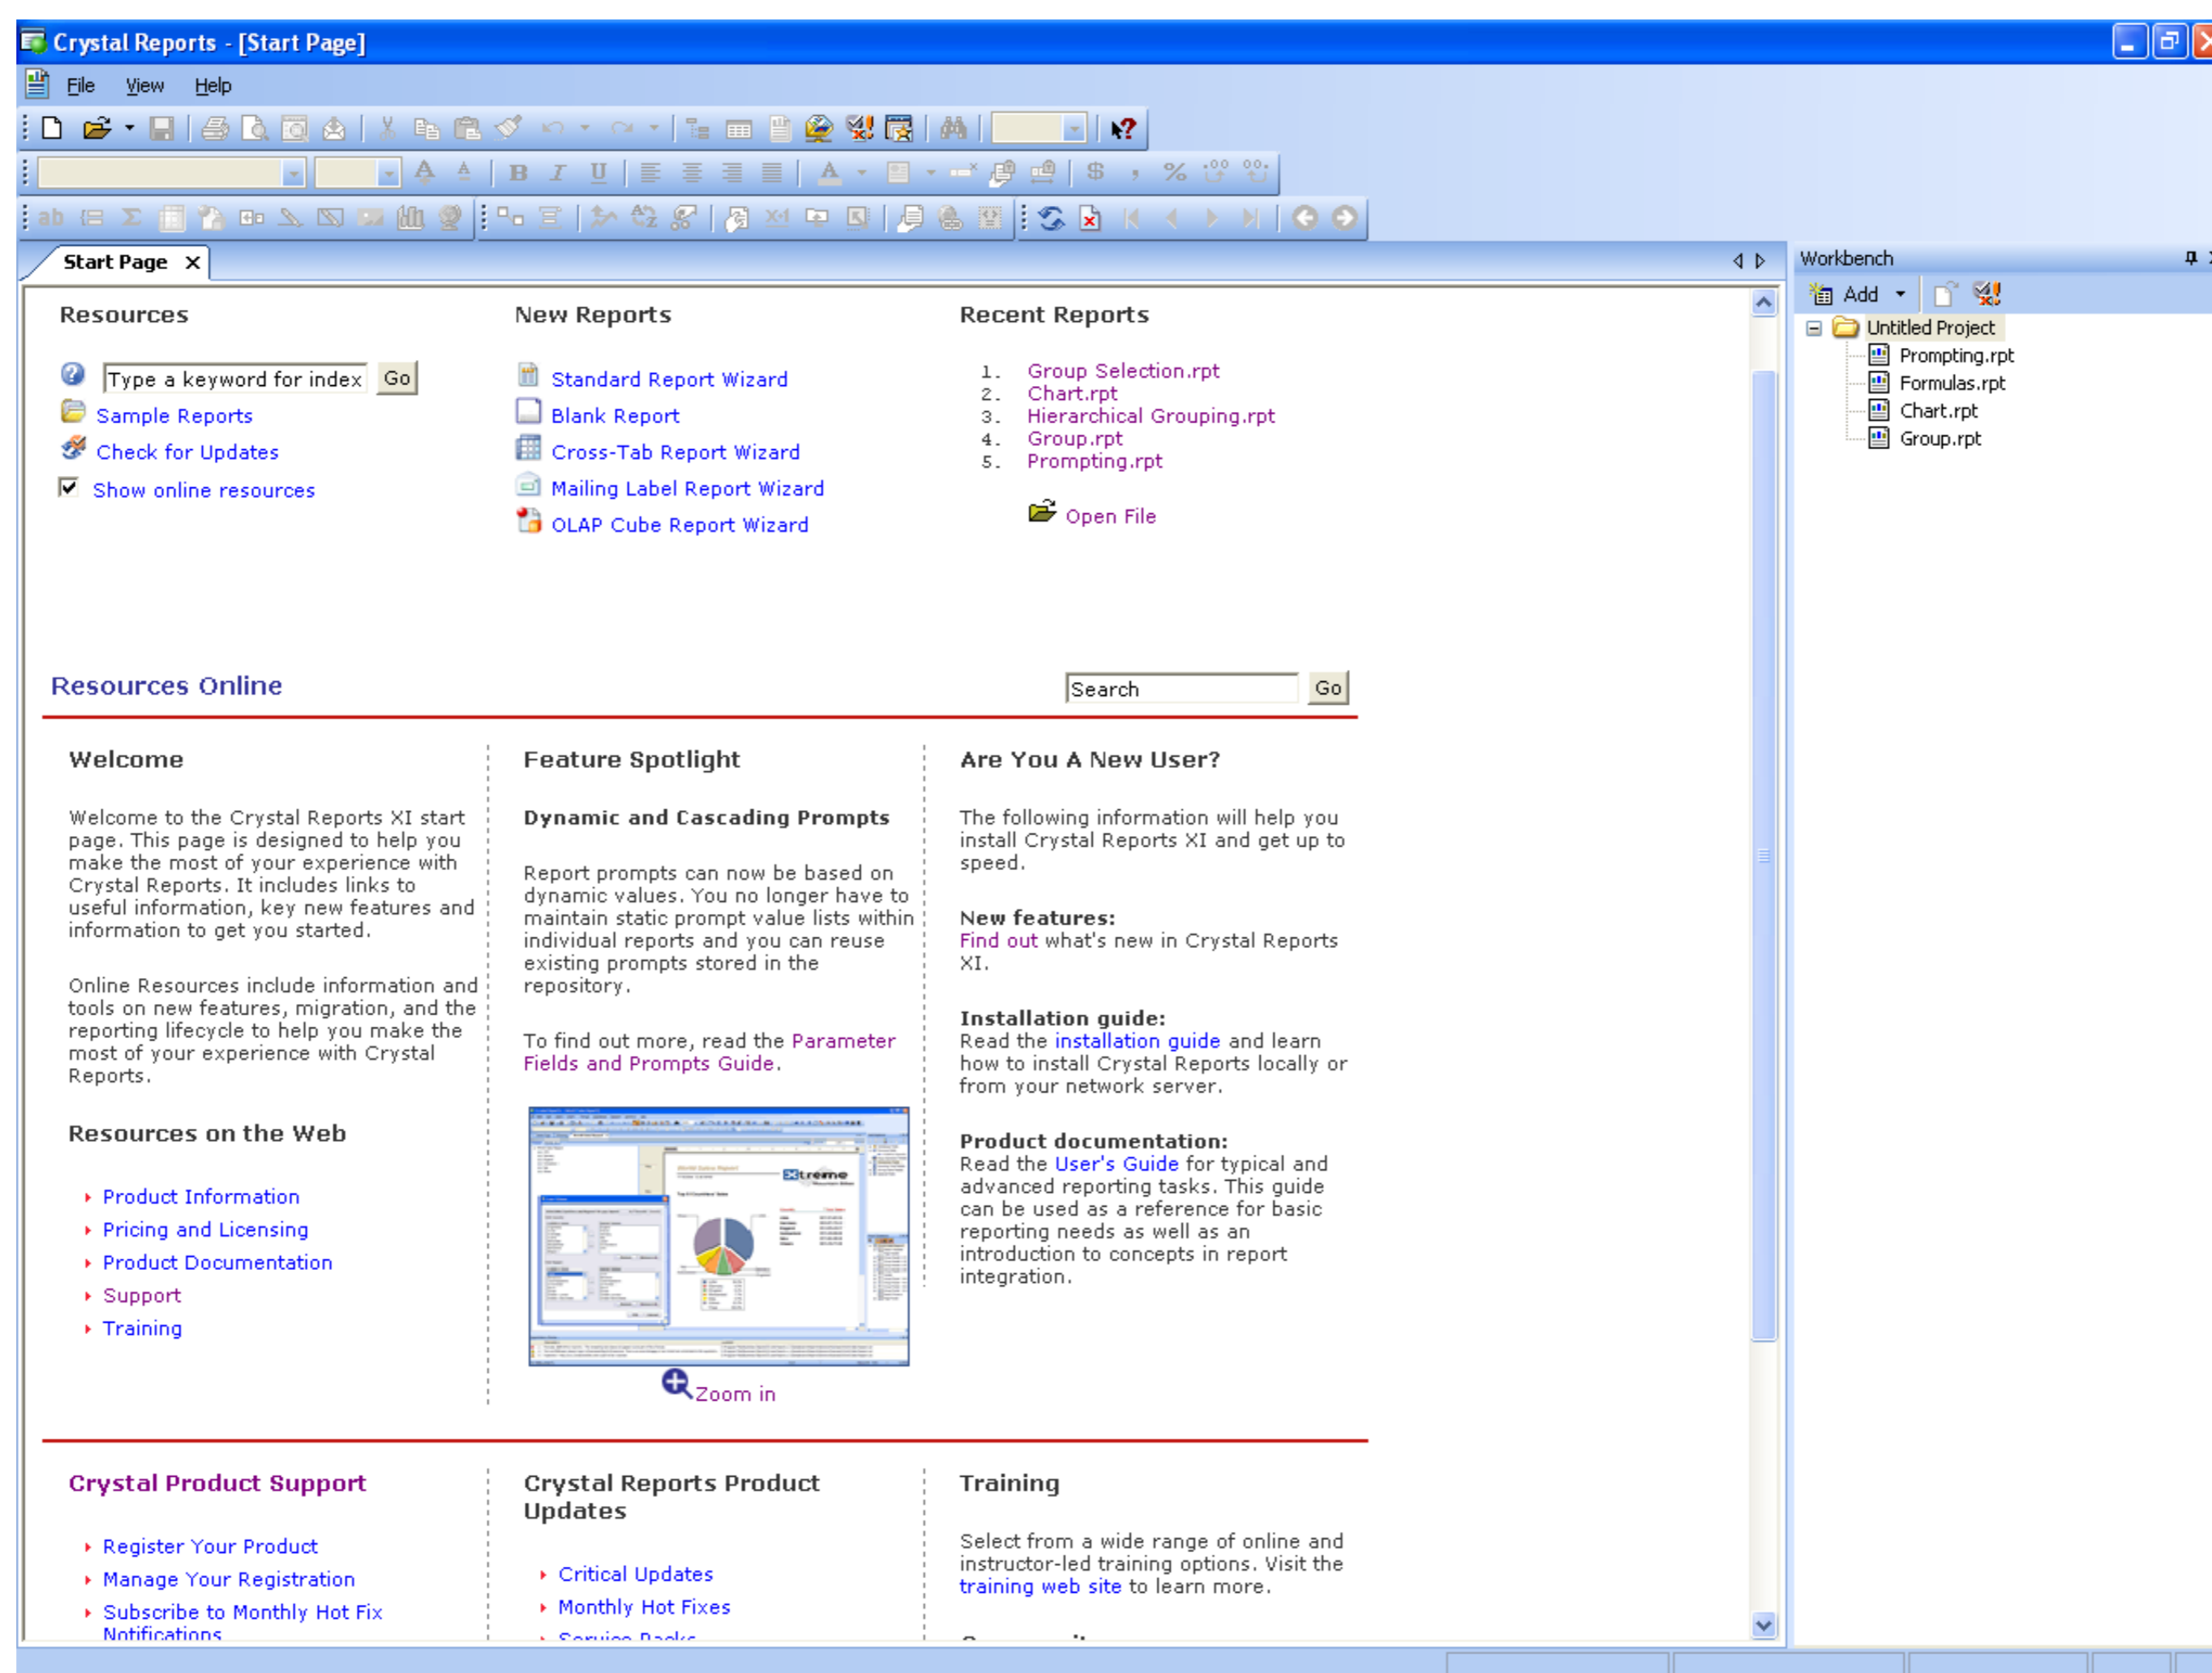 Crystal Reports - [Start Page]
File View Help
B I U $ , %
ab Σ
Start Page x
Workbench
Add
Untitled Project
Prompting.rpt
Formulas.rpt
Chart.rpt
Group.rpt
Resources
Type a keyword for index Go
Sample Reports
Check for Updates
Show online resources
New Reports
Standard Report Wizard
Blank Report
Cross-Tab Report Wizard
Mailing Label Report Wizard
OLAP Cube Report Wizard
Recent Reports
1. Group Selection.rpt
2. Chart.rpt
3. Hierarchical Grouping.rpt
4. Group.rpt
5. Prompting.rpt
Open File
Resources Online
Search Go
Welcome
Welcome to the Crystal Reports XI start
page. This page is designed to help you
make the most of your experience with
Crystal Reports. It includes links to
useful information, key new features and
information to get you started.
Online Resources include information and
tools on new features, migration, and the
reporting lifecycle to help you make the
most of your experience with Crystal
Reports.
Resources on the Web
Product Information
Pricing and Licensing
Product Documentation
Support
Training
Feature Spotlight
Dynamic and Cascading Prompts
Report prompts can now be based on
dynamic values. You no longer have to
maintain static prompt value lists within
individual reports and you can reuse
existing prompts stored in the
repository.
To find out more, read the Parameter
Fields and Prompts Guide.
Xtreme
Zoom in
Are You A New User?
The following information will help you
install Crystal Reports XI and get up to
speed.
New features:
Find out what's new in Crystal Reports
XI.
Installation guide:
Read the installation guide and learn
how to install Crystal Reports locally or
from your network server.
Product documentation:
Read the User's Guide for typical and
advanced reporting tasks. This guide
can be used as a reference for basic
reporting needs as well as an
introduction to concepts in report
integration.
Crystal Product Support
Register Your Product
Manage Your Registration
Subscribe to Monthly Hot Fix
Notifications
Crystal Reports Product
Updates
Critical Updates
Monthly Hot Fixes
Service Packs
Training
Select from a wide range of online and
instructor-led training options. Visit the
training web site to learn more.